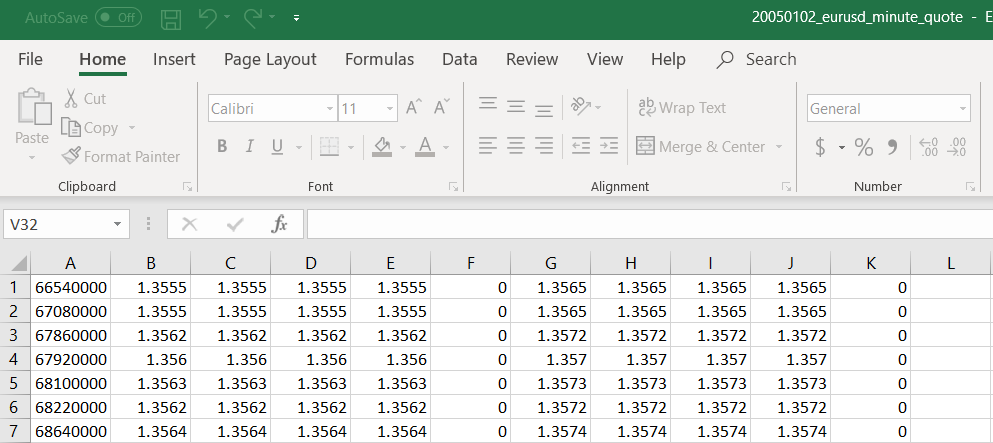 AutoSave Off 20050102_eurusd_minute_quote - E
File Home Insert Page Layout Formulas Data Review View Help Search
Cut
Copy
Paste
Format Painter
Clipboard
Calibri 11 A^ A˅
B I U A
Font
ab Wrap Text
Merge & Center
Alignment
General
$ % 9 ←0 .00 .00 →0
Number
V32 fx
A B C D E F G H I J K L
1 66540000 1.3555 1.3555 1.3555 1.3555 0 1.3565 1.3565 1.3565 1.3565 0
2 67080000 1.3555 1.3555 1.3555 1.3555 0 1.3565 1.3565 1.3565 1.3565 0
3 67860000 1.3562 1.3562 1.3562 1.3562 0 1.3572 1.3572 1.3572 1.3572 0
4 67920000 1.356 1.356 1.356 1.356 0 1.357 1.357 1.357 1.357 0
5 68100000 1.3563 1.3563 1.3563 1.3563 0 1.3573 1.3573 1.3573 1.3573 0
6 68220000 1.3562 1.3562 1.3562 1.3562 0 1.3572 1.3572 1.3572 1.3572 0
7 68640000 1.3564 1.3564 1.3564 1.3564 0 1.3574 1.3574 1.3574 1.3574 0